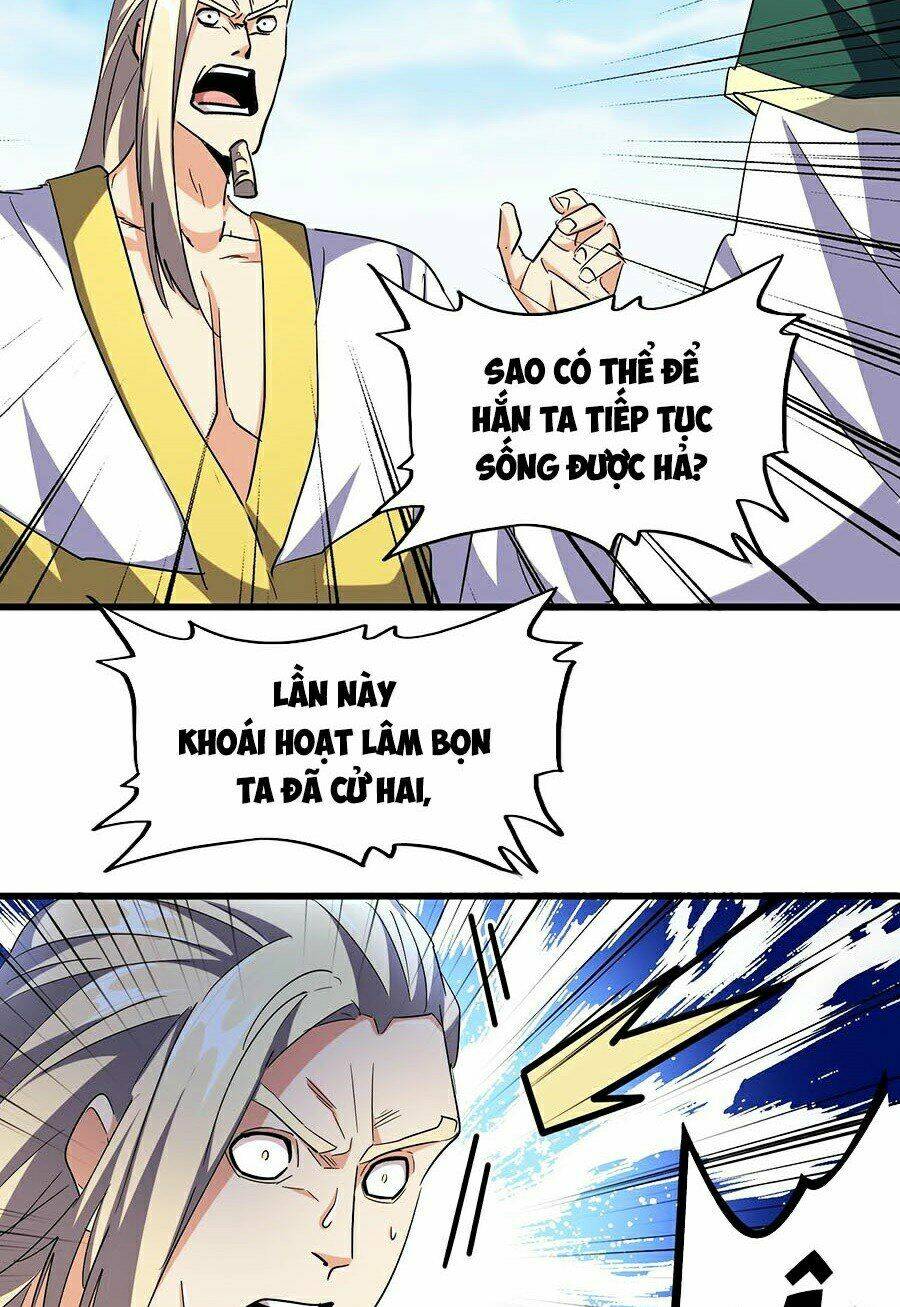 SAO CÓ THỂ ĐỂ
HẮN TA TIẾP TỤC
SỐNG ĐƯỢC HẢ?
LẦN NÀY
KHOÁI HOẠT LÂM BỌN
TA ĐÃ CỬ HAI,